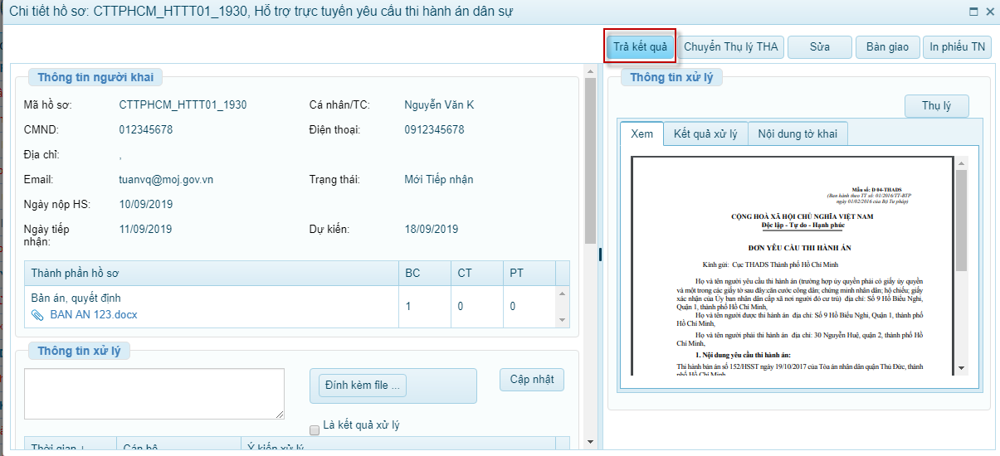 Chi tiết hồ sơ: CTTPHCM_HTTT01_1930, Hỗ trợ trực tuyến yêu cầu thi hành án dân sự
Trả kết quả
Chuyển Thụ lý THA
Sửa
Bàn giao
In phiếu TN
Thông tin người khai
Mã hồ sơ: CTTPHCM_HTTT01_1930 Cá nhân/TC: Nguyễn Văn K
CMND: 012345678 Điện thoại: 0912345678
Địa chỉ: ,
Email: tuanvq@moj.gov.vn Trạng thái: Mới Tiếp nhận
Ngày nộp HS: 10/09/2019
Ngày tiếp nhận: 11/09/2019 Dự kiến: 18/09/2019
Thành phần hồ sơ BC CT PT
Bản án, quyết định
BAN AN 123.docx
1 0 0
Thông tin xử lý
Đính kèm file ...
Cập nhật
Là kết quả xử lý
Thời gian ↓ Cán bộ Ý kiến xử lý
Thông tin xử lý
Thụ lý
Xem
Kết quả xử lý
Nội dung tờ khai
Mẫu số: D 04-THADS
(Ban hành theo TT số: 01/2016/TT-BTP
ngày 01/02/2016 của Bộ Tư pháp)
CỘNG HOÀ XÃ HỘI CHỦ NGHĨA VIỆT NAM
Độc lập - Tự do - Hạnh phúc
ĐƠN YÊU CẦU THI HÀNH ÁN
Kính gửi: Cục THADS Thành phố Hồ Chí Minh
Họ và tên người yêu cầu thi hành án (trường hợp ủy quyền phải có giấy ủy quyền
và một trong các giấy tờ sau đây:căn cước công dân; chứng minh nhân dân; hộ chiếu; giấy
xác nhận của Ủy ban nhân dân cấp xã nơi người đó cư trú) địa chỉ: Số 9 Hồ Biểu Nghi,
Quận 1, thành phố Hồ Chí Minh,
Họ và tên người được thi hành án địa chỉ: Số 9 Hồ Biểu Nghi, Quận 1, thành phố
Hồ Chí Minh,
Họ và tên người phải thi hành án địa chỉ: 30 Nguyễn Huệ, quận 2, thành phố Hồ
Chí Minh,
1. Nội dung yêu cầu thi hành án:
Thi hành bản án số 152/HSST ngày 19/10/2017 của Tòa án nhân dân quận Thủ Đức, thành
phố Hồ Chí Minh